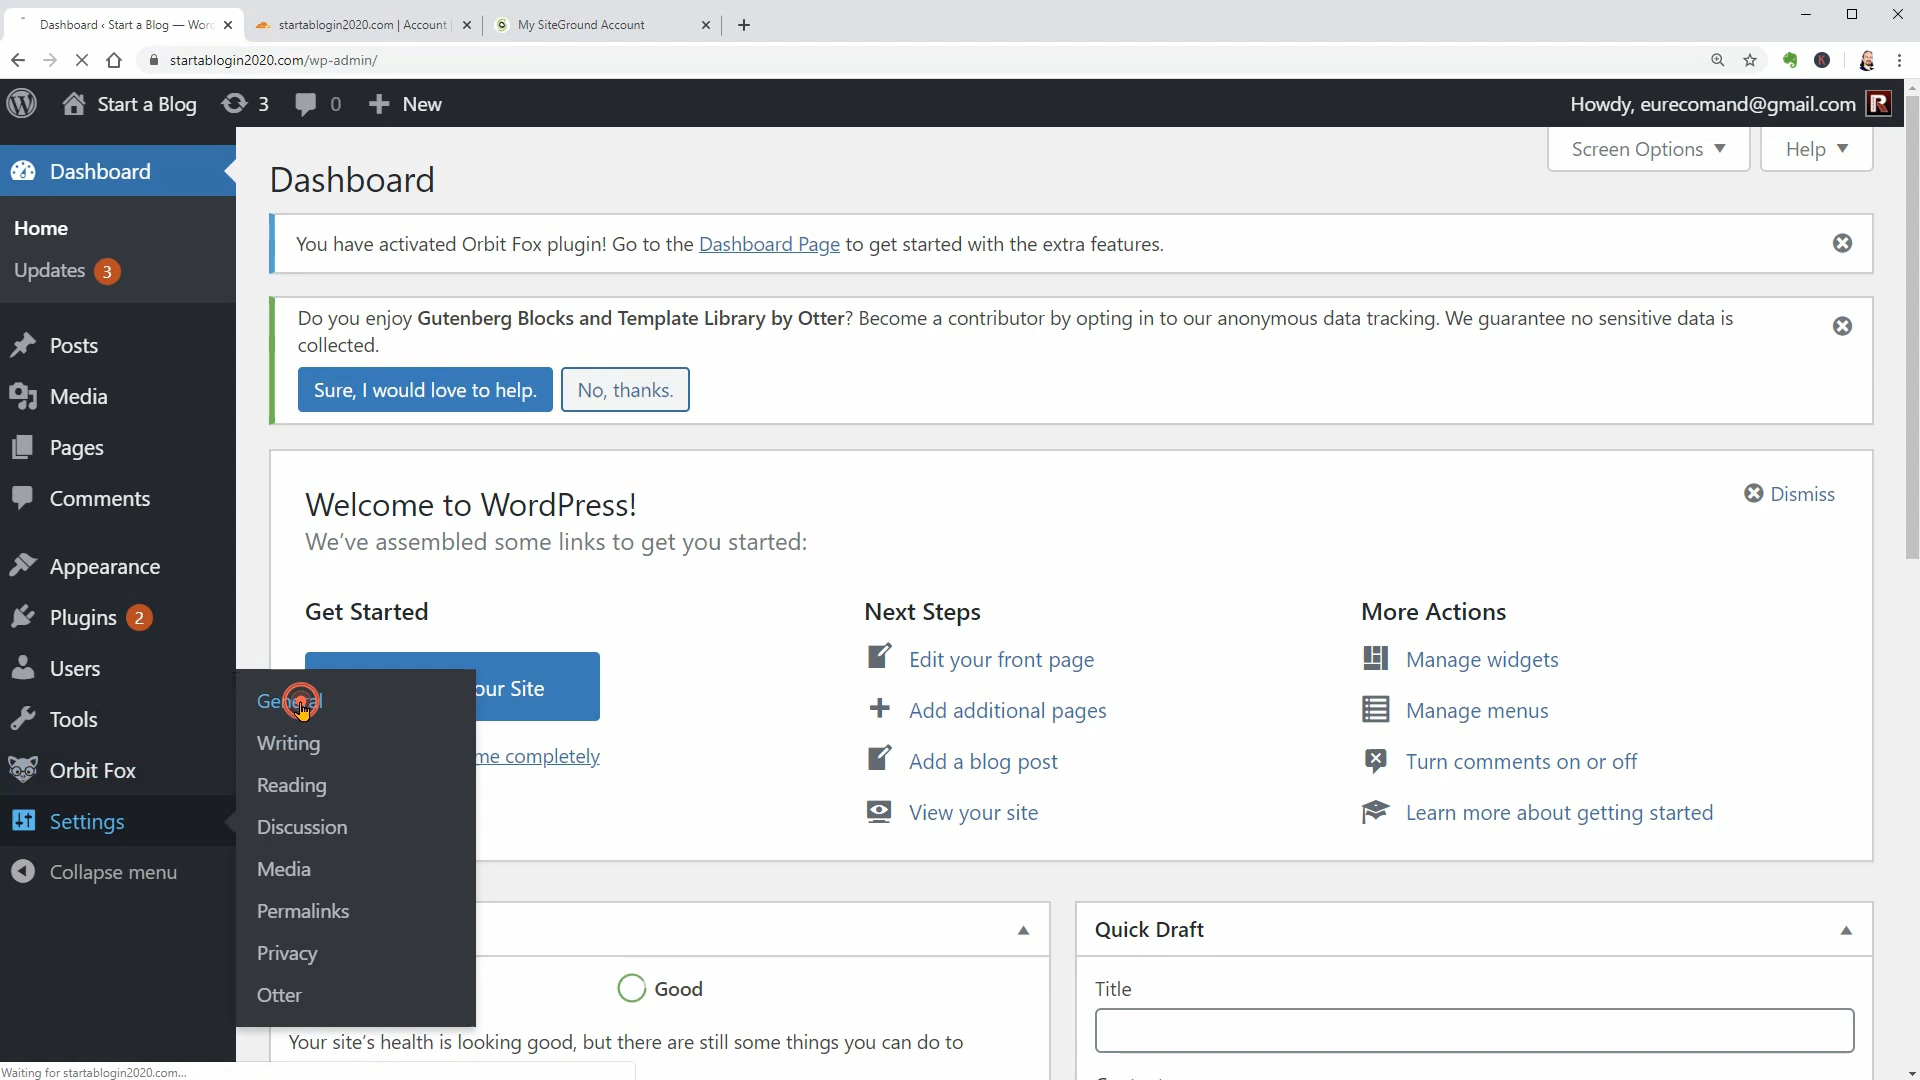 Dashboard ‹ Start a Blog — Wor
startablogin2020.com | Account
My SiteGround Account
startablogin2020.com/wp-admin/
Start a Blog
3
0
New
Howdy, eurecomand@gmail.com
Dashboard
Home
Updates 3
Posts
Media
Pages
Comments
Appearance
Plugins 2
Users
Tools
Orbit Fox
Settings
Collapse menu
General
Writing
Reading
Discussion
Media
Permalinks
Privacy
Otter
Screen Options
Help
Dashboard
You have activated Orbit Fox plugin! Go to the Dashboard Page to get started with the extra features.
Do you enjoy Gutenberg Blocks and Template Library by Otter? Become a contributor by opting in to our anonymous data tracking. We guarantee no sensitive data is
collected.
Sure, I would love to help.
No, thanks.
Welcome to WordPress!
Dismiss
We've assembled some links to get you started:
Get Started
our Site
me completely
Next Steps
Edit your front page
Add additional pages
Add a blog post
View your site
More Actions
Manage widgets
Manage menus
Turn comments on or off
Learn more about getting started
Good
Your site's health is looking good, but there are still some things you can do to
Quick Draft
Title
Waiting for startablogin2020.com...